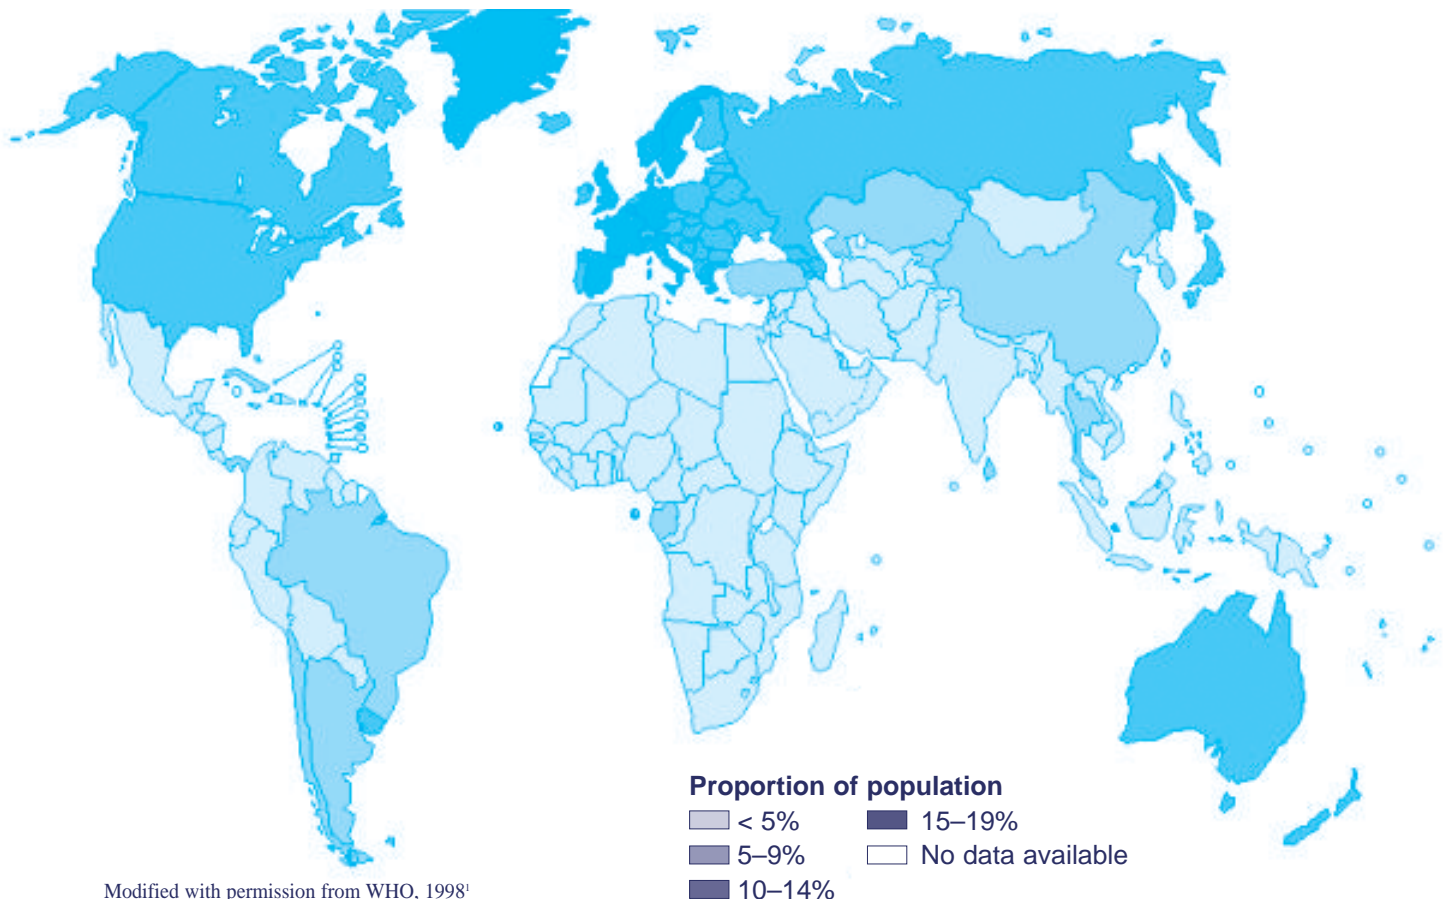 Proportion of population
< 5%
5–9%
10–14%
15–19%
No data available
Modified with permission from WHO, 1998¹